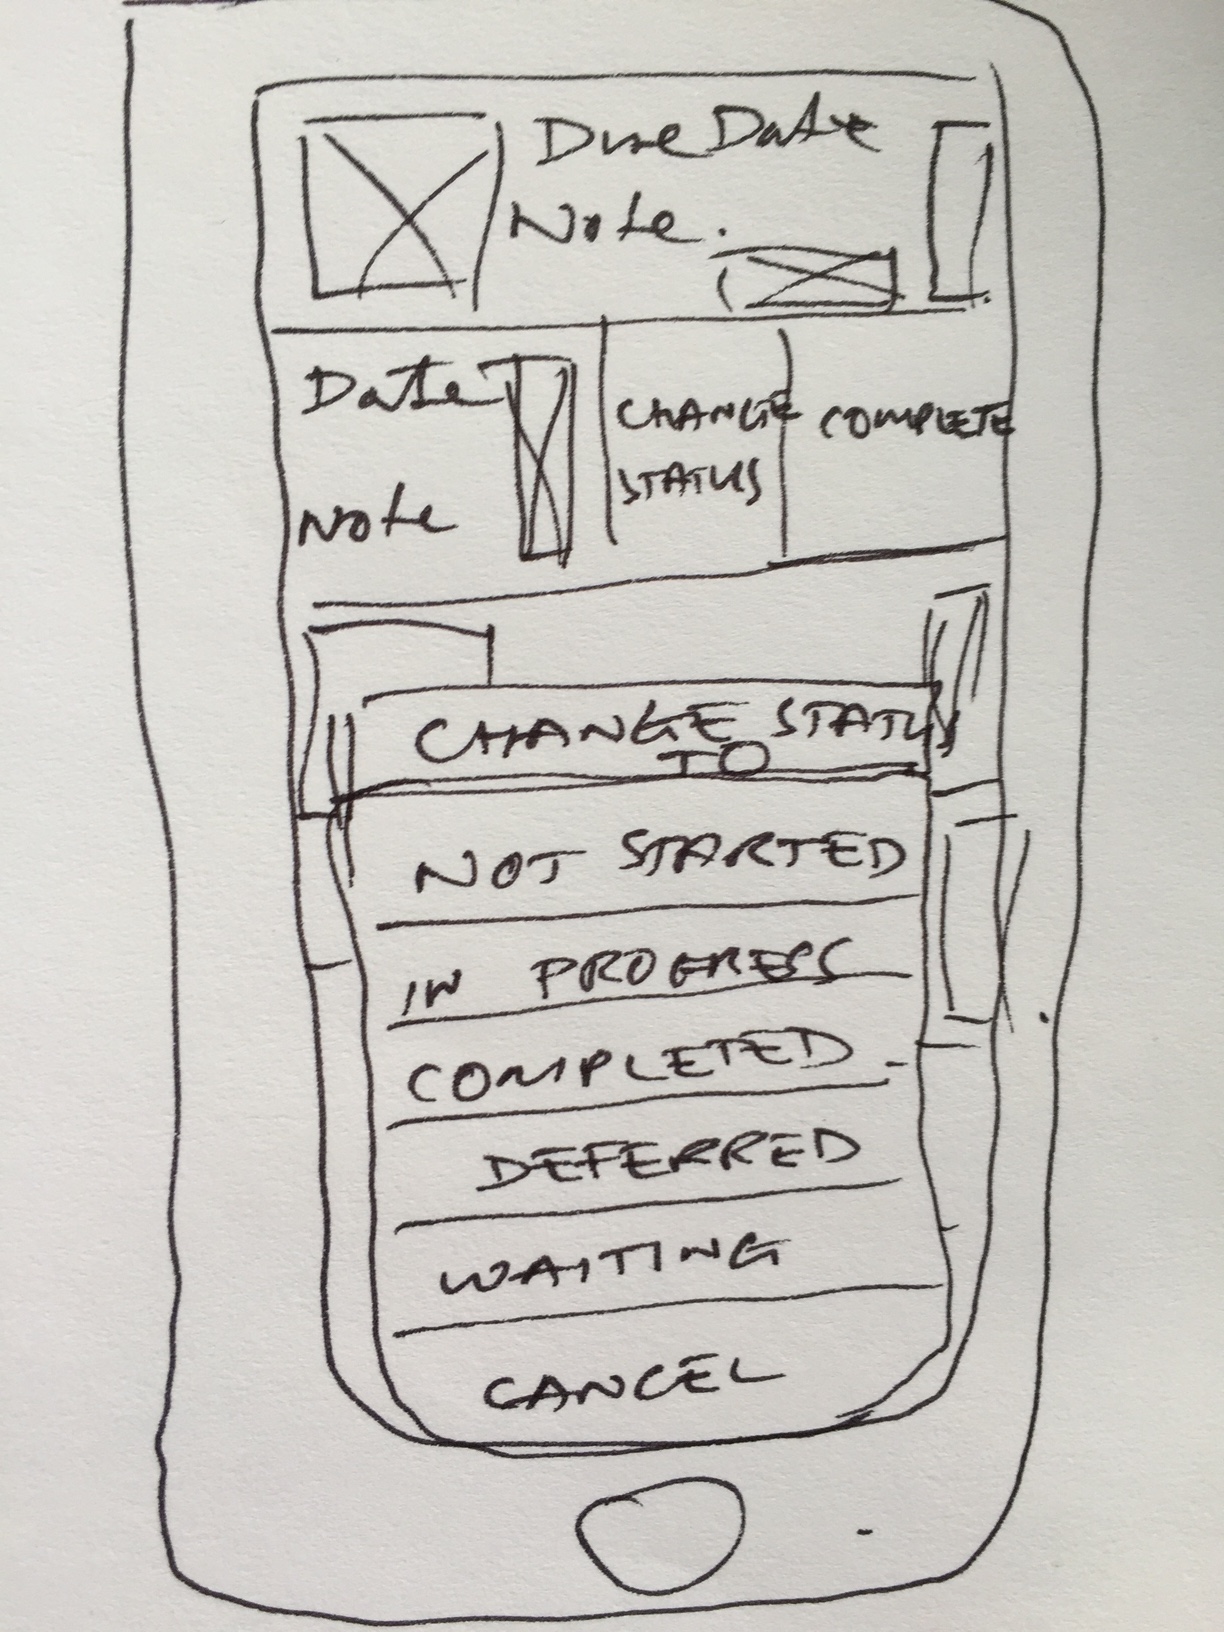 Due Date
Note.
Date
Note
CHANGE
STATUS
COMPLETE
CHANGE STATUS
TO
NOT STARTED
IN PROGRESS
COMPLETED
DEFERRED
WAITING
CANCEL